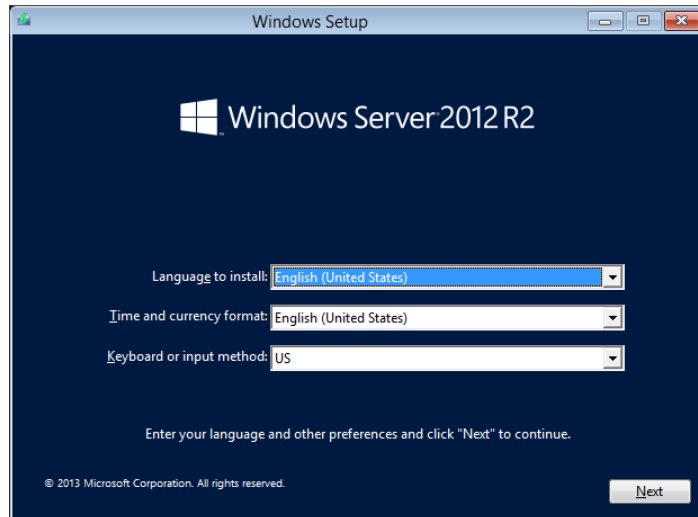 Windows Setup
Windows Server 2012 R2
Language to install: English (United States)
Time and currency format: English (United States)
Keyboard or input method: US
Enter your language and other preferences and click "Next" to continue.
© 2013 Microsoft Corporation. All rights reserved.
Next